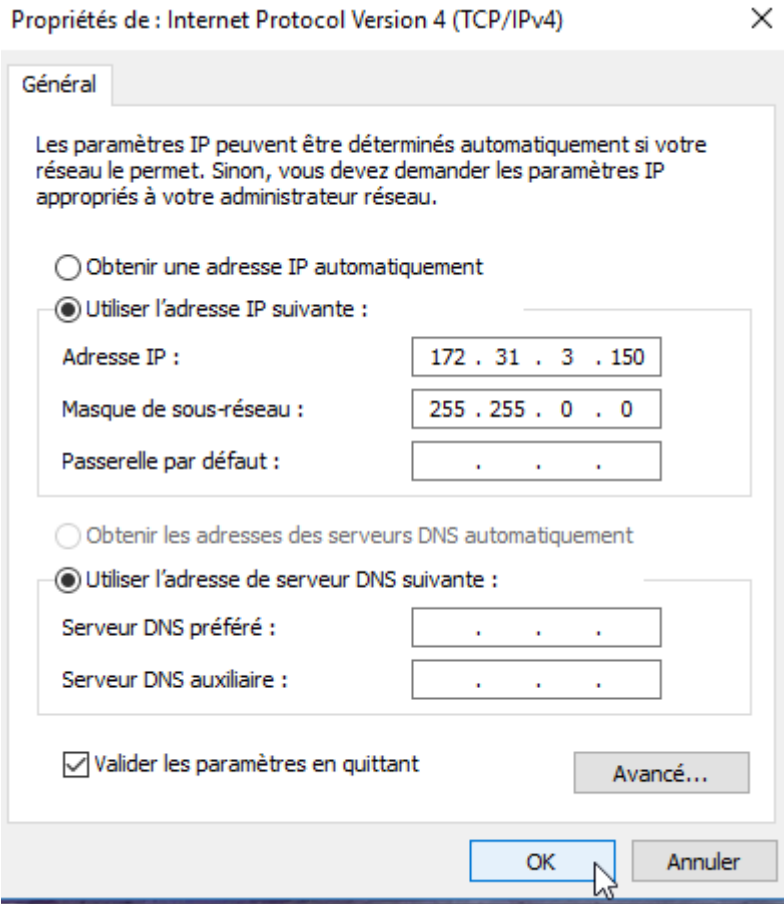 Propriétés de : Internet Protocol Version 4 (TCP/IPv4)
Général
Les paramètres IP peuvent être déterminés automatiquement si votre
réseau le permet. Sinon, vous devez demander les paramètres IP
appropriés à votre administrateur réseau.
Obtenir une adresse IP automatiquement
Utiliser l’adresse IP suivante :
Adresse IP : 172 . 31 . 3 . 150
Masque de sous-réseau : 255 . 255 . 0 . 0
Passerelle par défaut : . . .
Obtenir les adresses des serveurs DNS automatiquement
Utiliser l’adresse de serveur DNS suivante :
Serveur DNS préféré : . . .
Serveur DNS auxiliaire : . . .
Valider les paramètres en quittant
Avancé...
OK Annuler